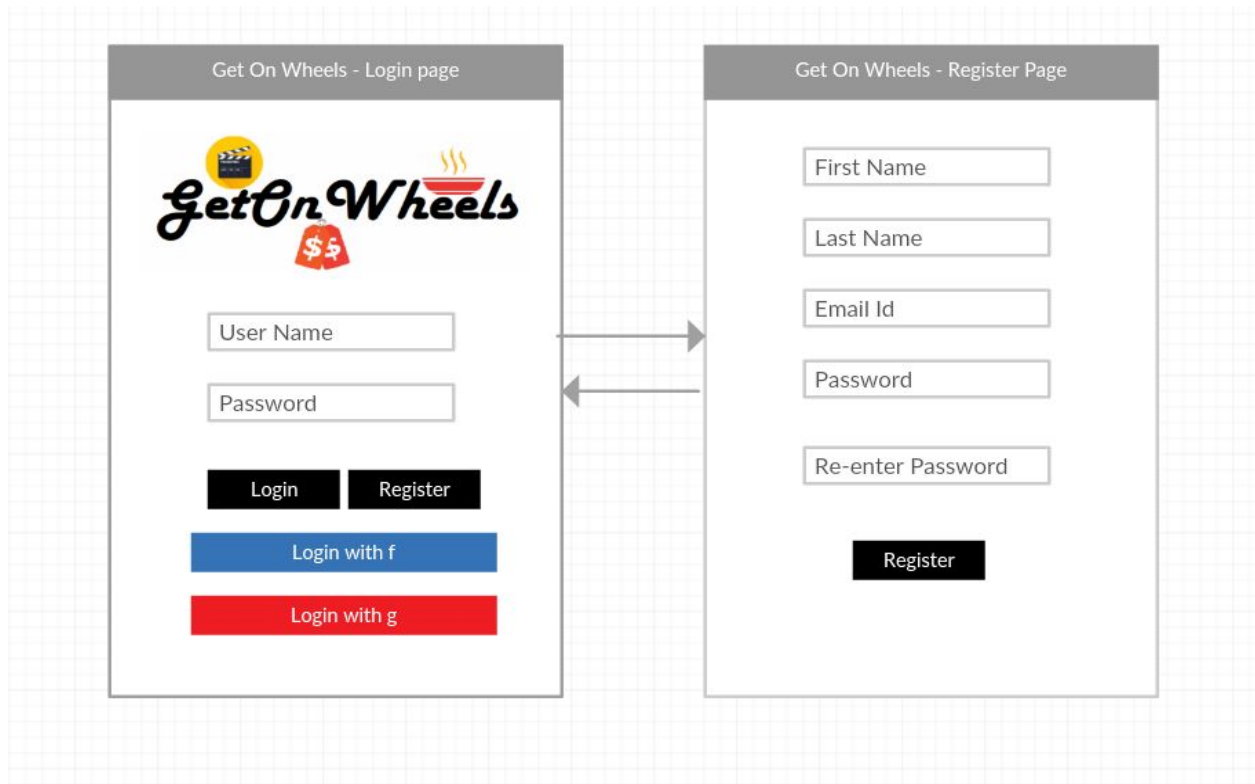 Get On Wheels - Login page
GetOnWheels
$$
User Name
Password
Login Register
Login with f
Login with g
Get On Wheels - Register Page
First Name
Last Name
Email Id
Password
Re-enter Password
Register